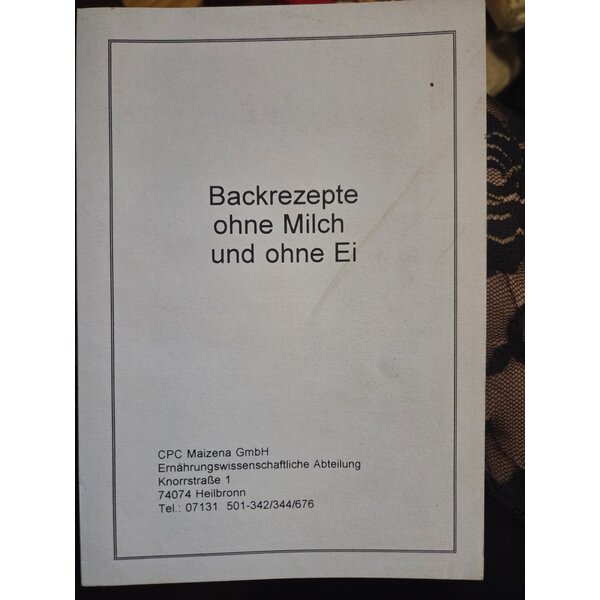 Backrezepte
ohne Milch
und ohne Ei
CPC Maizena GmbH
Ernährungswissenschaftliche Abteilung
Knorrstraße 1
74074 Heilbronn
Tel.: 07131 501-342/344/676